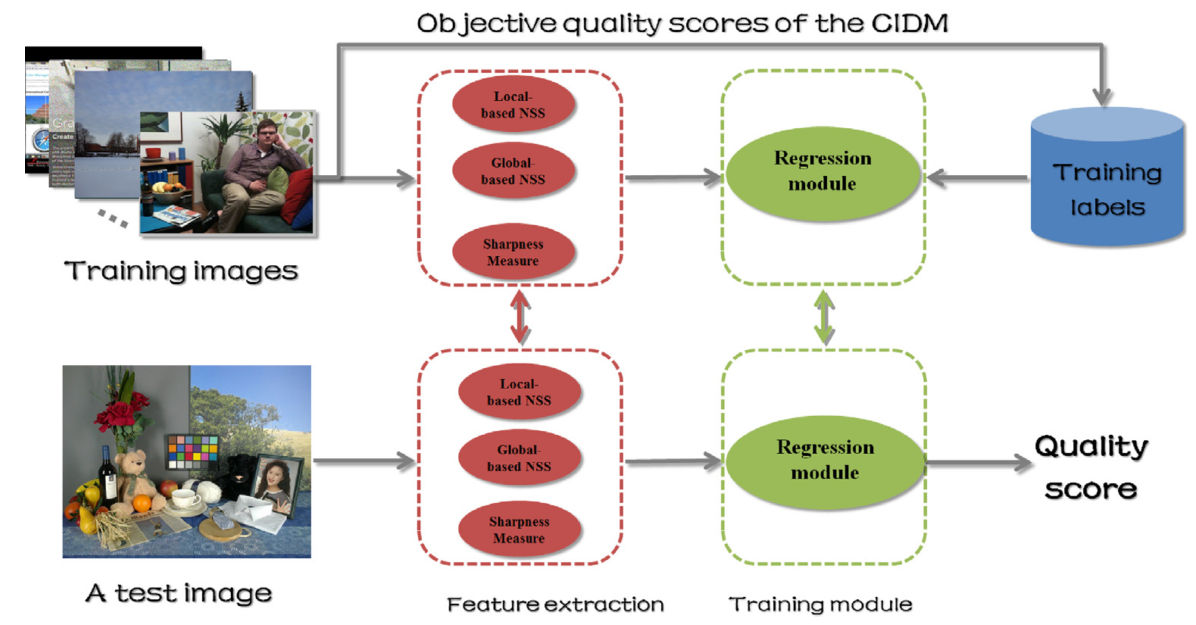 Objective quality scores of the CIDM
Local-
based NSS
Global-
based NSS
Sharpness
Measure
Regression
module
Training
labels
Training images
Local-
based NSS
Global-
based NSS
Sharpness
Measure
Regression
module
Quality
score
A test image
Feature extraction
Training module